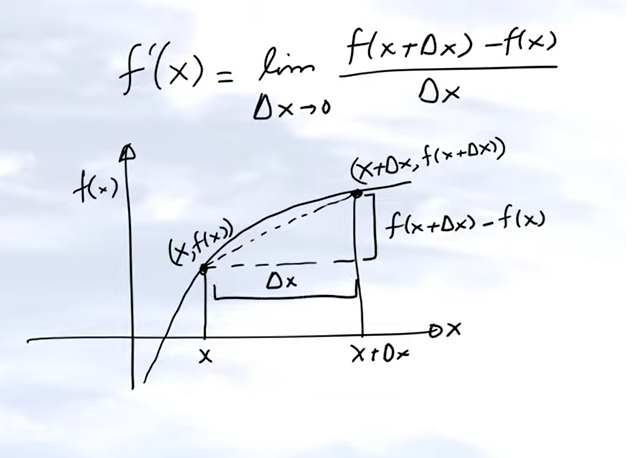 f'(x) = lim Δx→0 f(x+Δx) - f(x) / Δx
f(x)
(x+Δx, f(x+Δx))
(x, f(x))
f(x+Δx) - f(x)
Δx
x
x
x+Δx